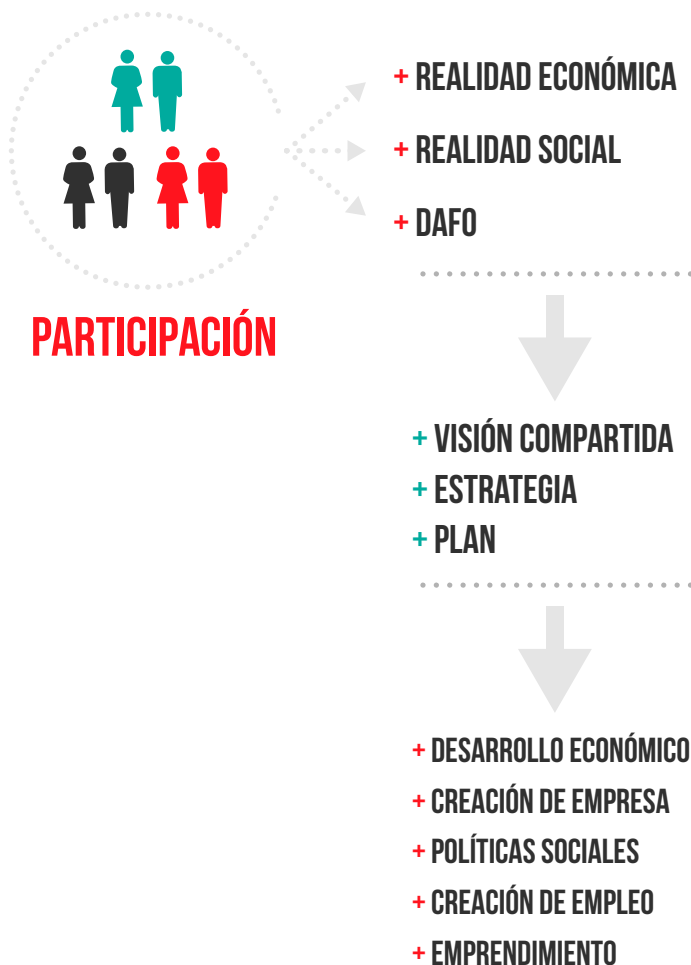 + REALIDAD ECONÓMICA
+ REALIDAD SOCIAL
+ DAFO
PARTICIPACIÓN
+ VISIÓN COMPARTIDA
+ ESTRATEGIA
+ PLAN
+ DESARROLLO ECONÓMICO
+ CREACIÓN DE EMPRESA
+ POLÍTICAS SOCIALES
+ CREACIÓN DE EMPLEO
+ EMPRENDIMIENTO